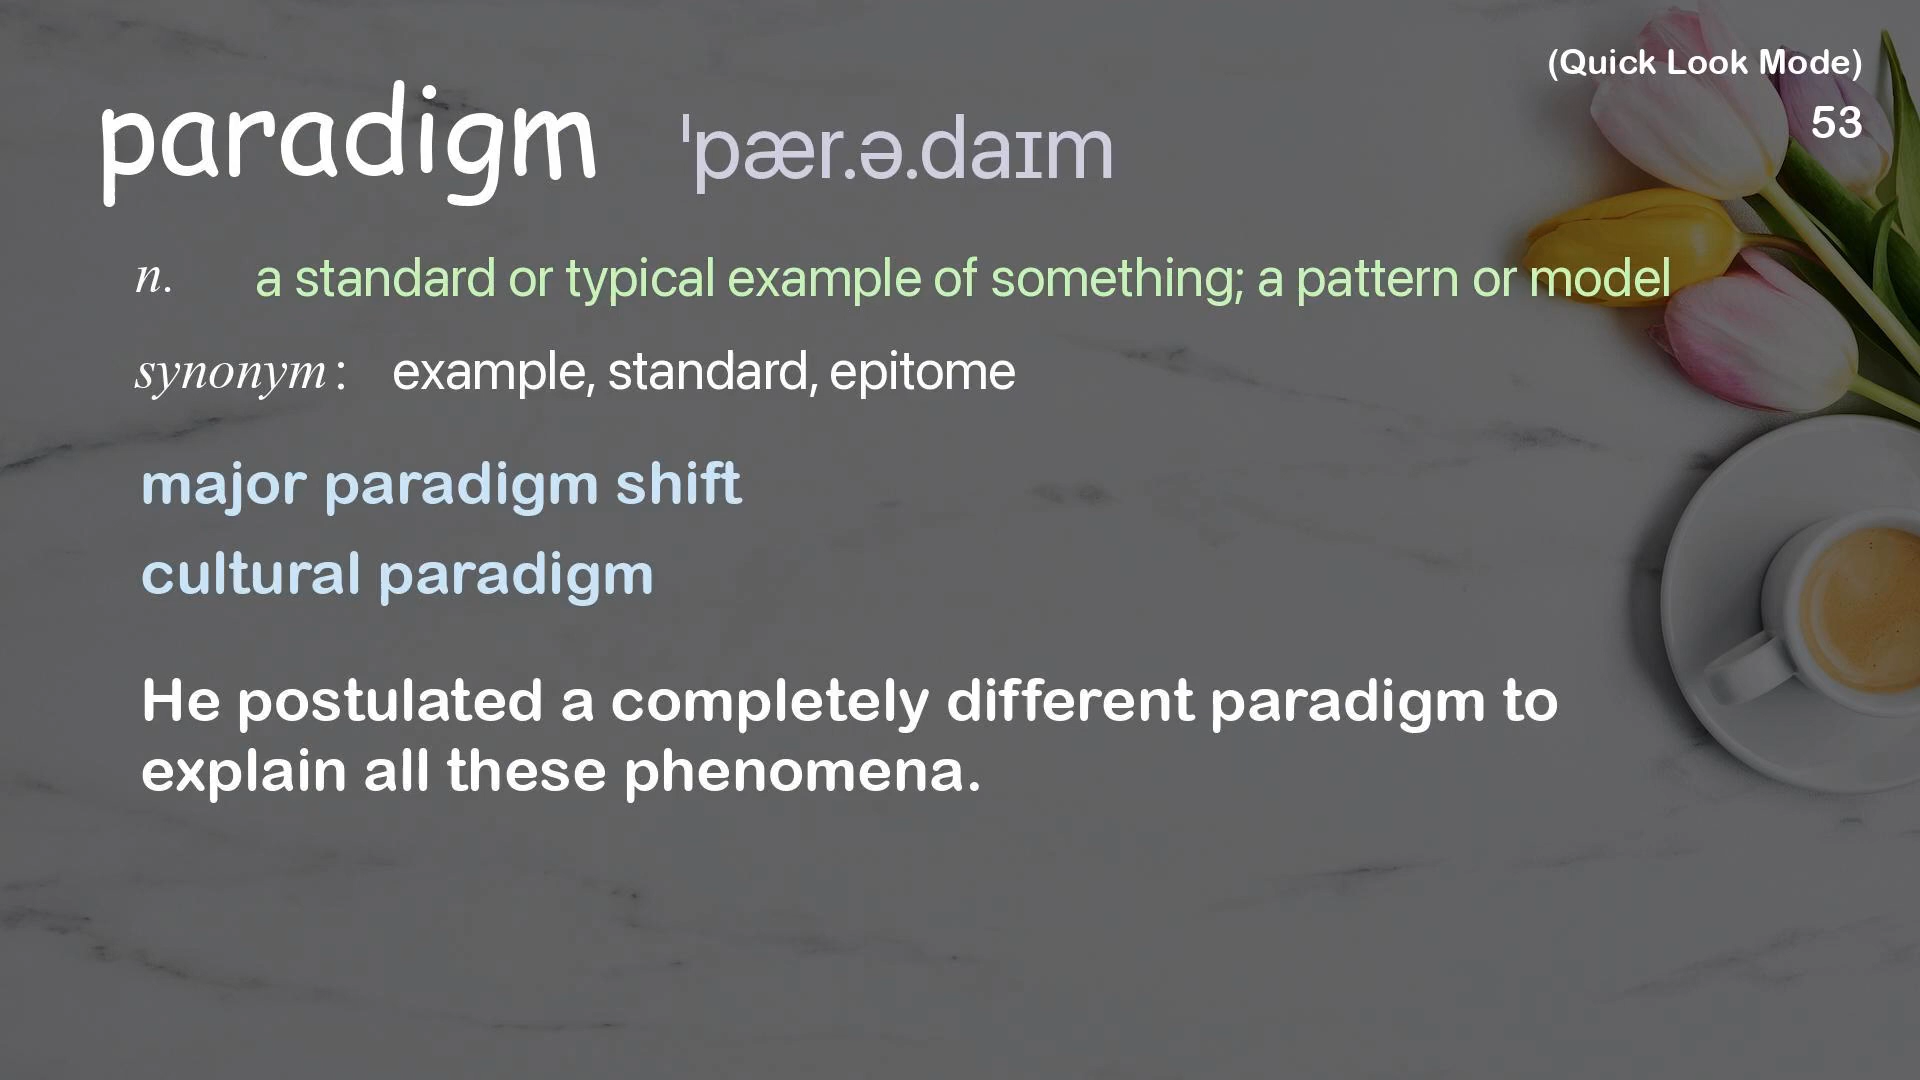 (Quick Look Mode)
53
paradigm ˈpær.ə.daɪm
n. a standard or typical example of something; a pattern or model
synonym: example, standard, epitome
major paradigm shift
cultural paradigm
He postulated a completely different paradigm to
explain all these phenomena.